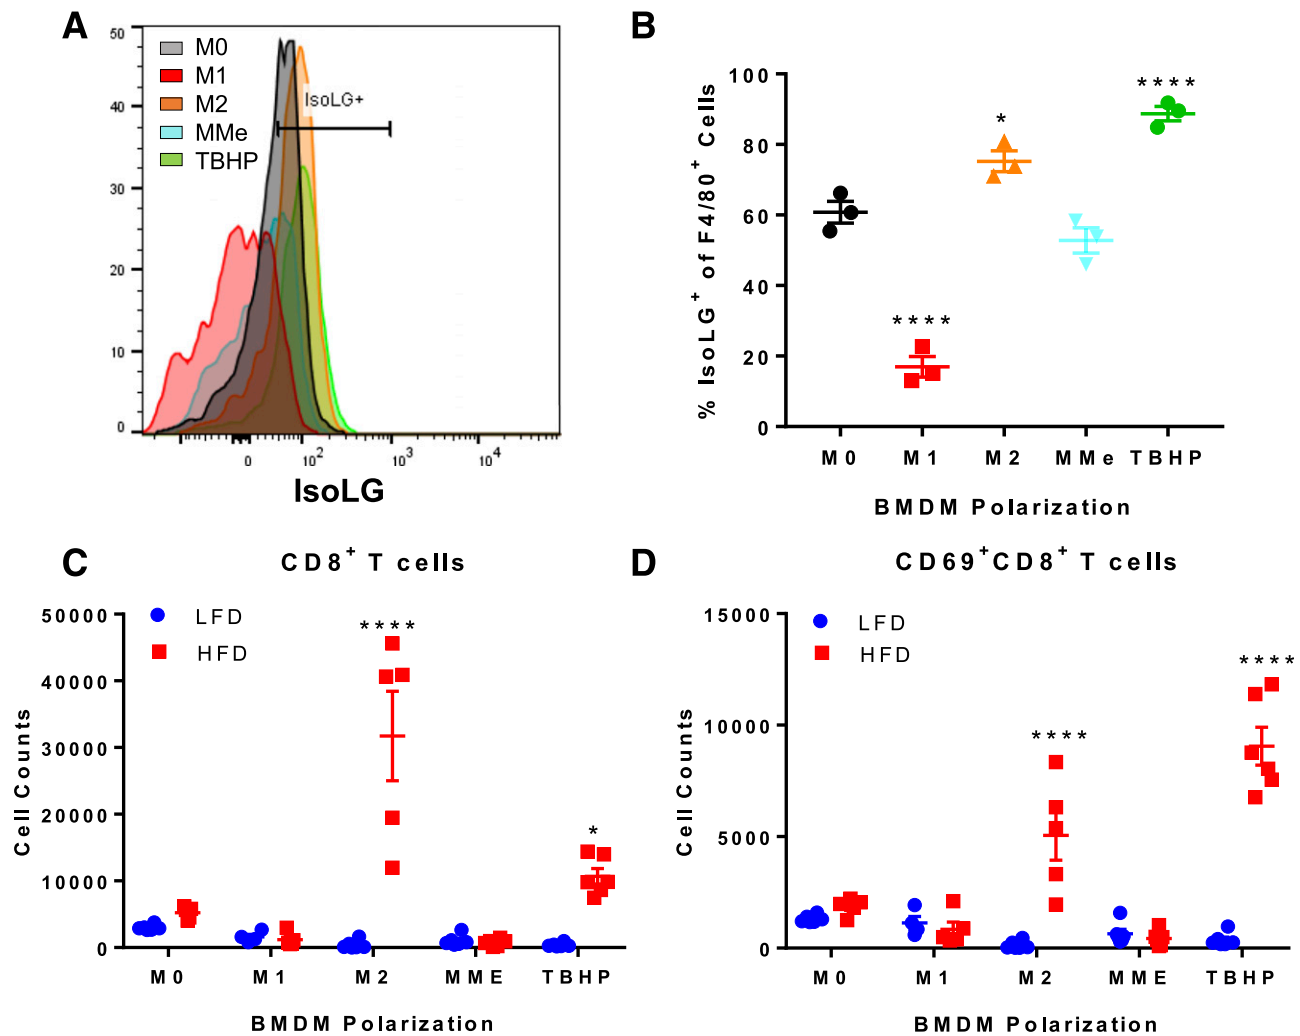 A
50
40
30
20
10
0
M0
M1
M2
MMe
TBHP
IsoLG+
0 10² 10³ 10⁴
IsoLG
B
% IsoLG⁺ of F4/80⁺ Cells
100
80
60
40
20
0
****
*
****
M0 M1 M2 MMe TBHP
BMDM Polarization
C
CD8⁺ T cells
LFD
HFD
Cell Counts
50000
40000
30000
20000
10000
0
****
*
M0 M1 M2 MME TBHP
BMDM Polarization
D
CD69⁺CD8⁺ T cells
LFD
HFD
Cell Counts
15000
10000
5000
0
****
****
M0 M1 M2 MME TBHP
BMDM Polarization